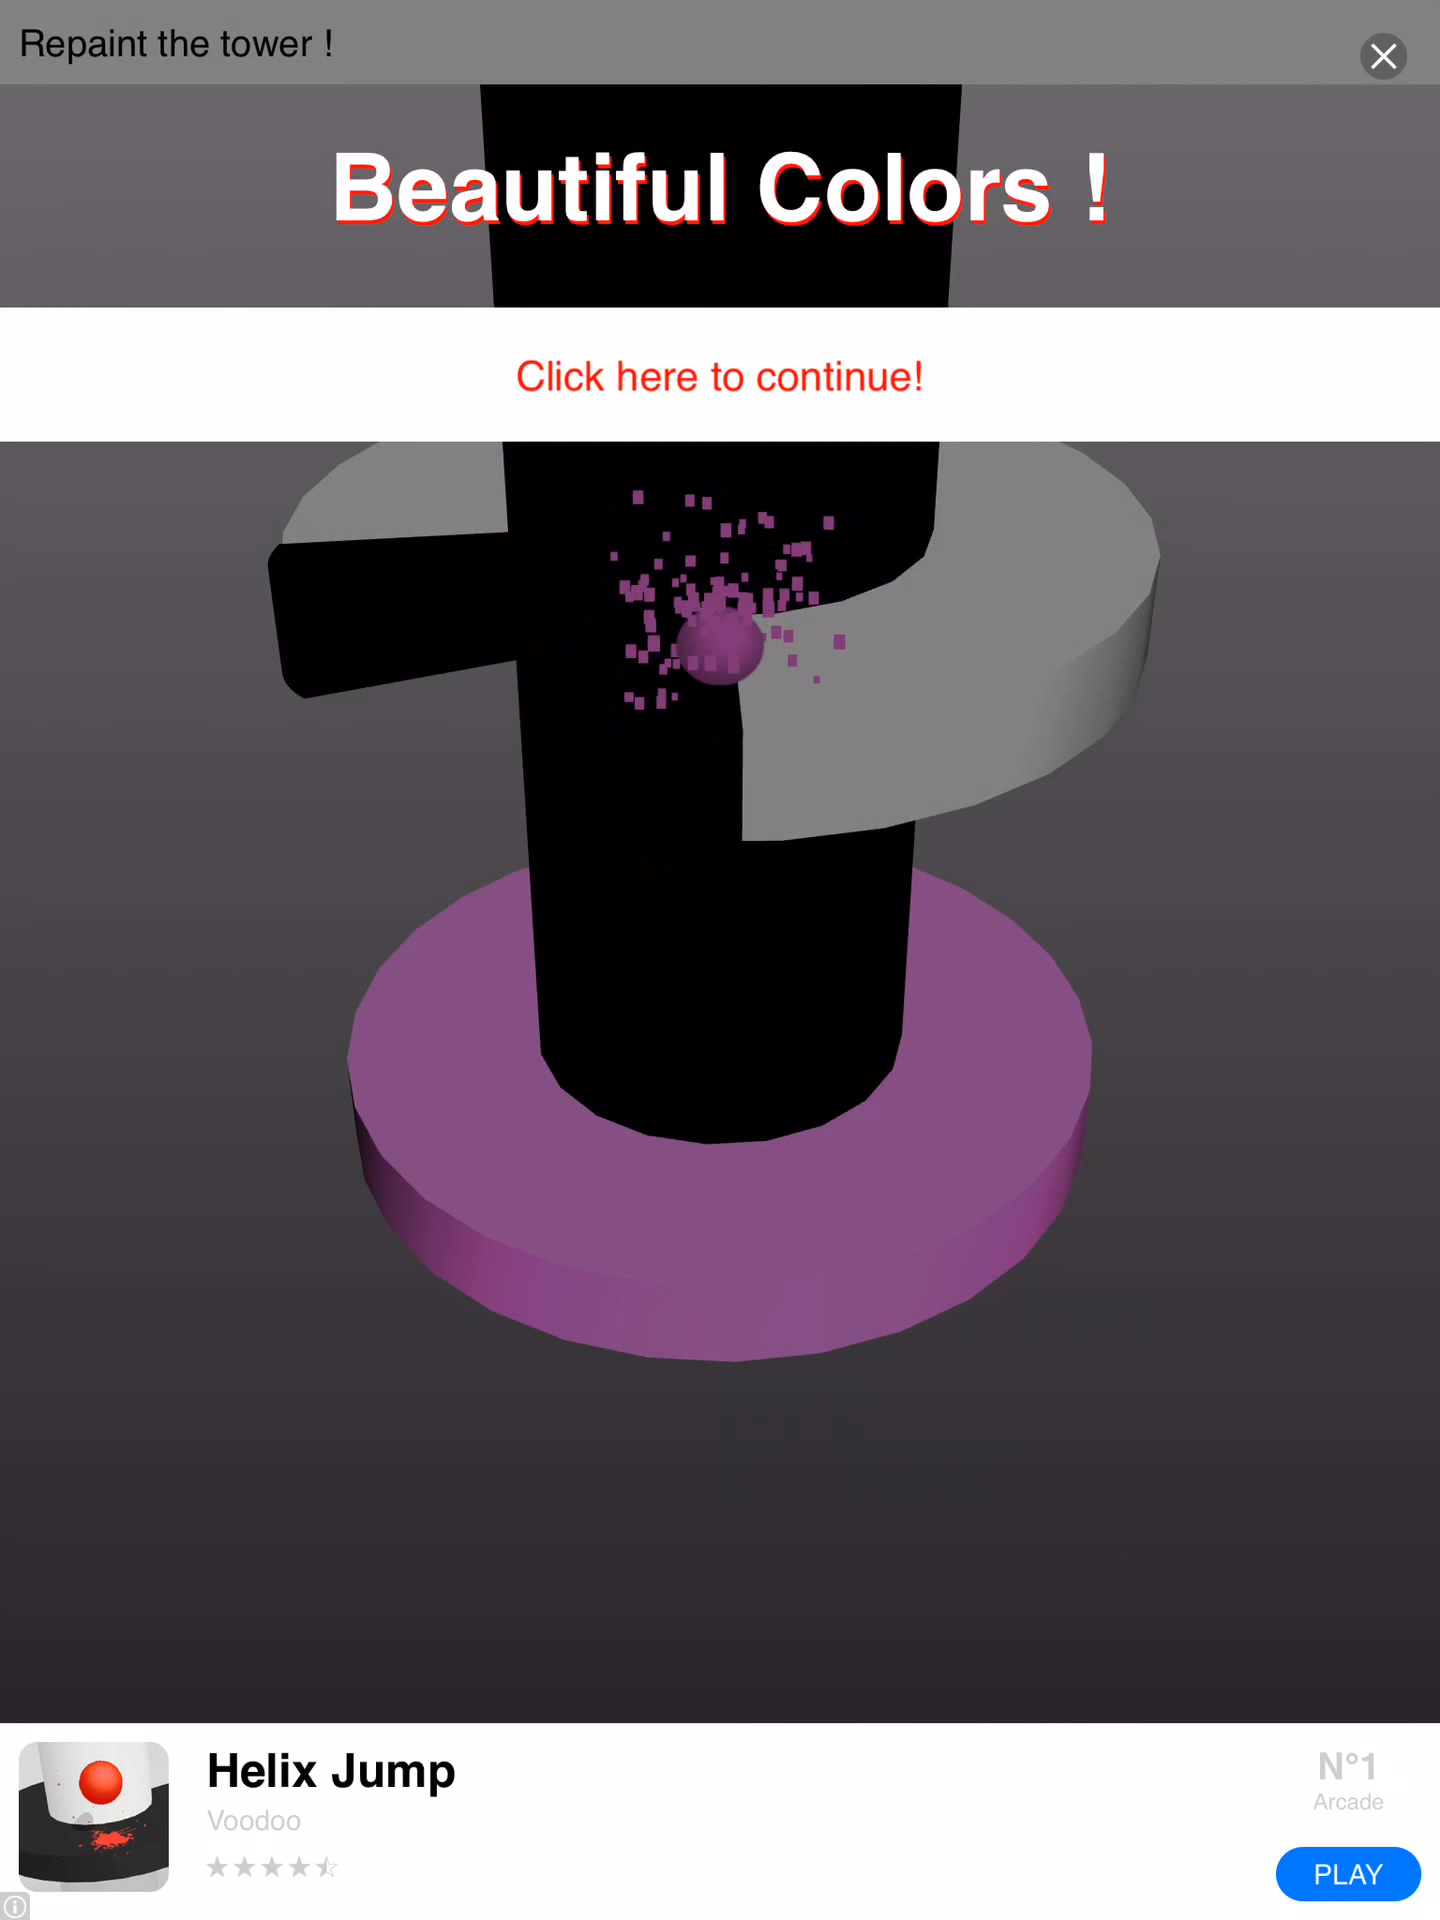 Repaint the tower !
Beautiful Colors !
Click here to continue!
Helix Jump
Voodoo
N°1
Arcade
PLAY